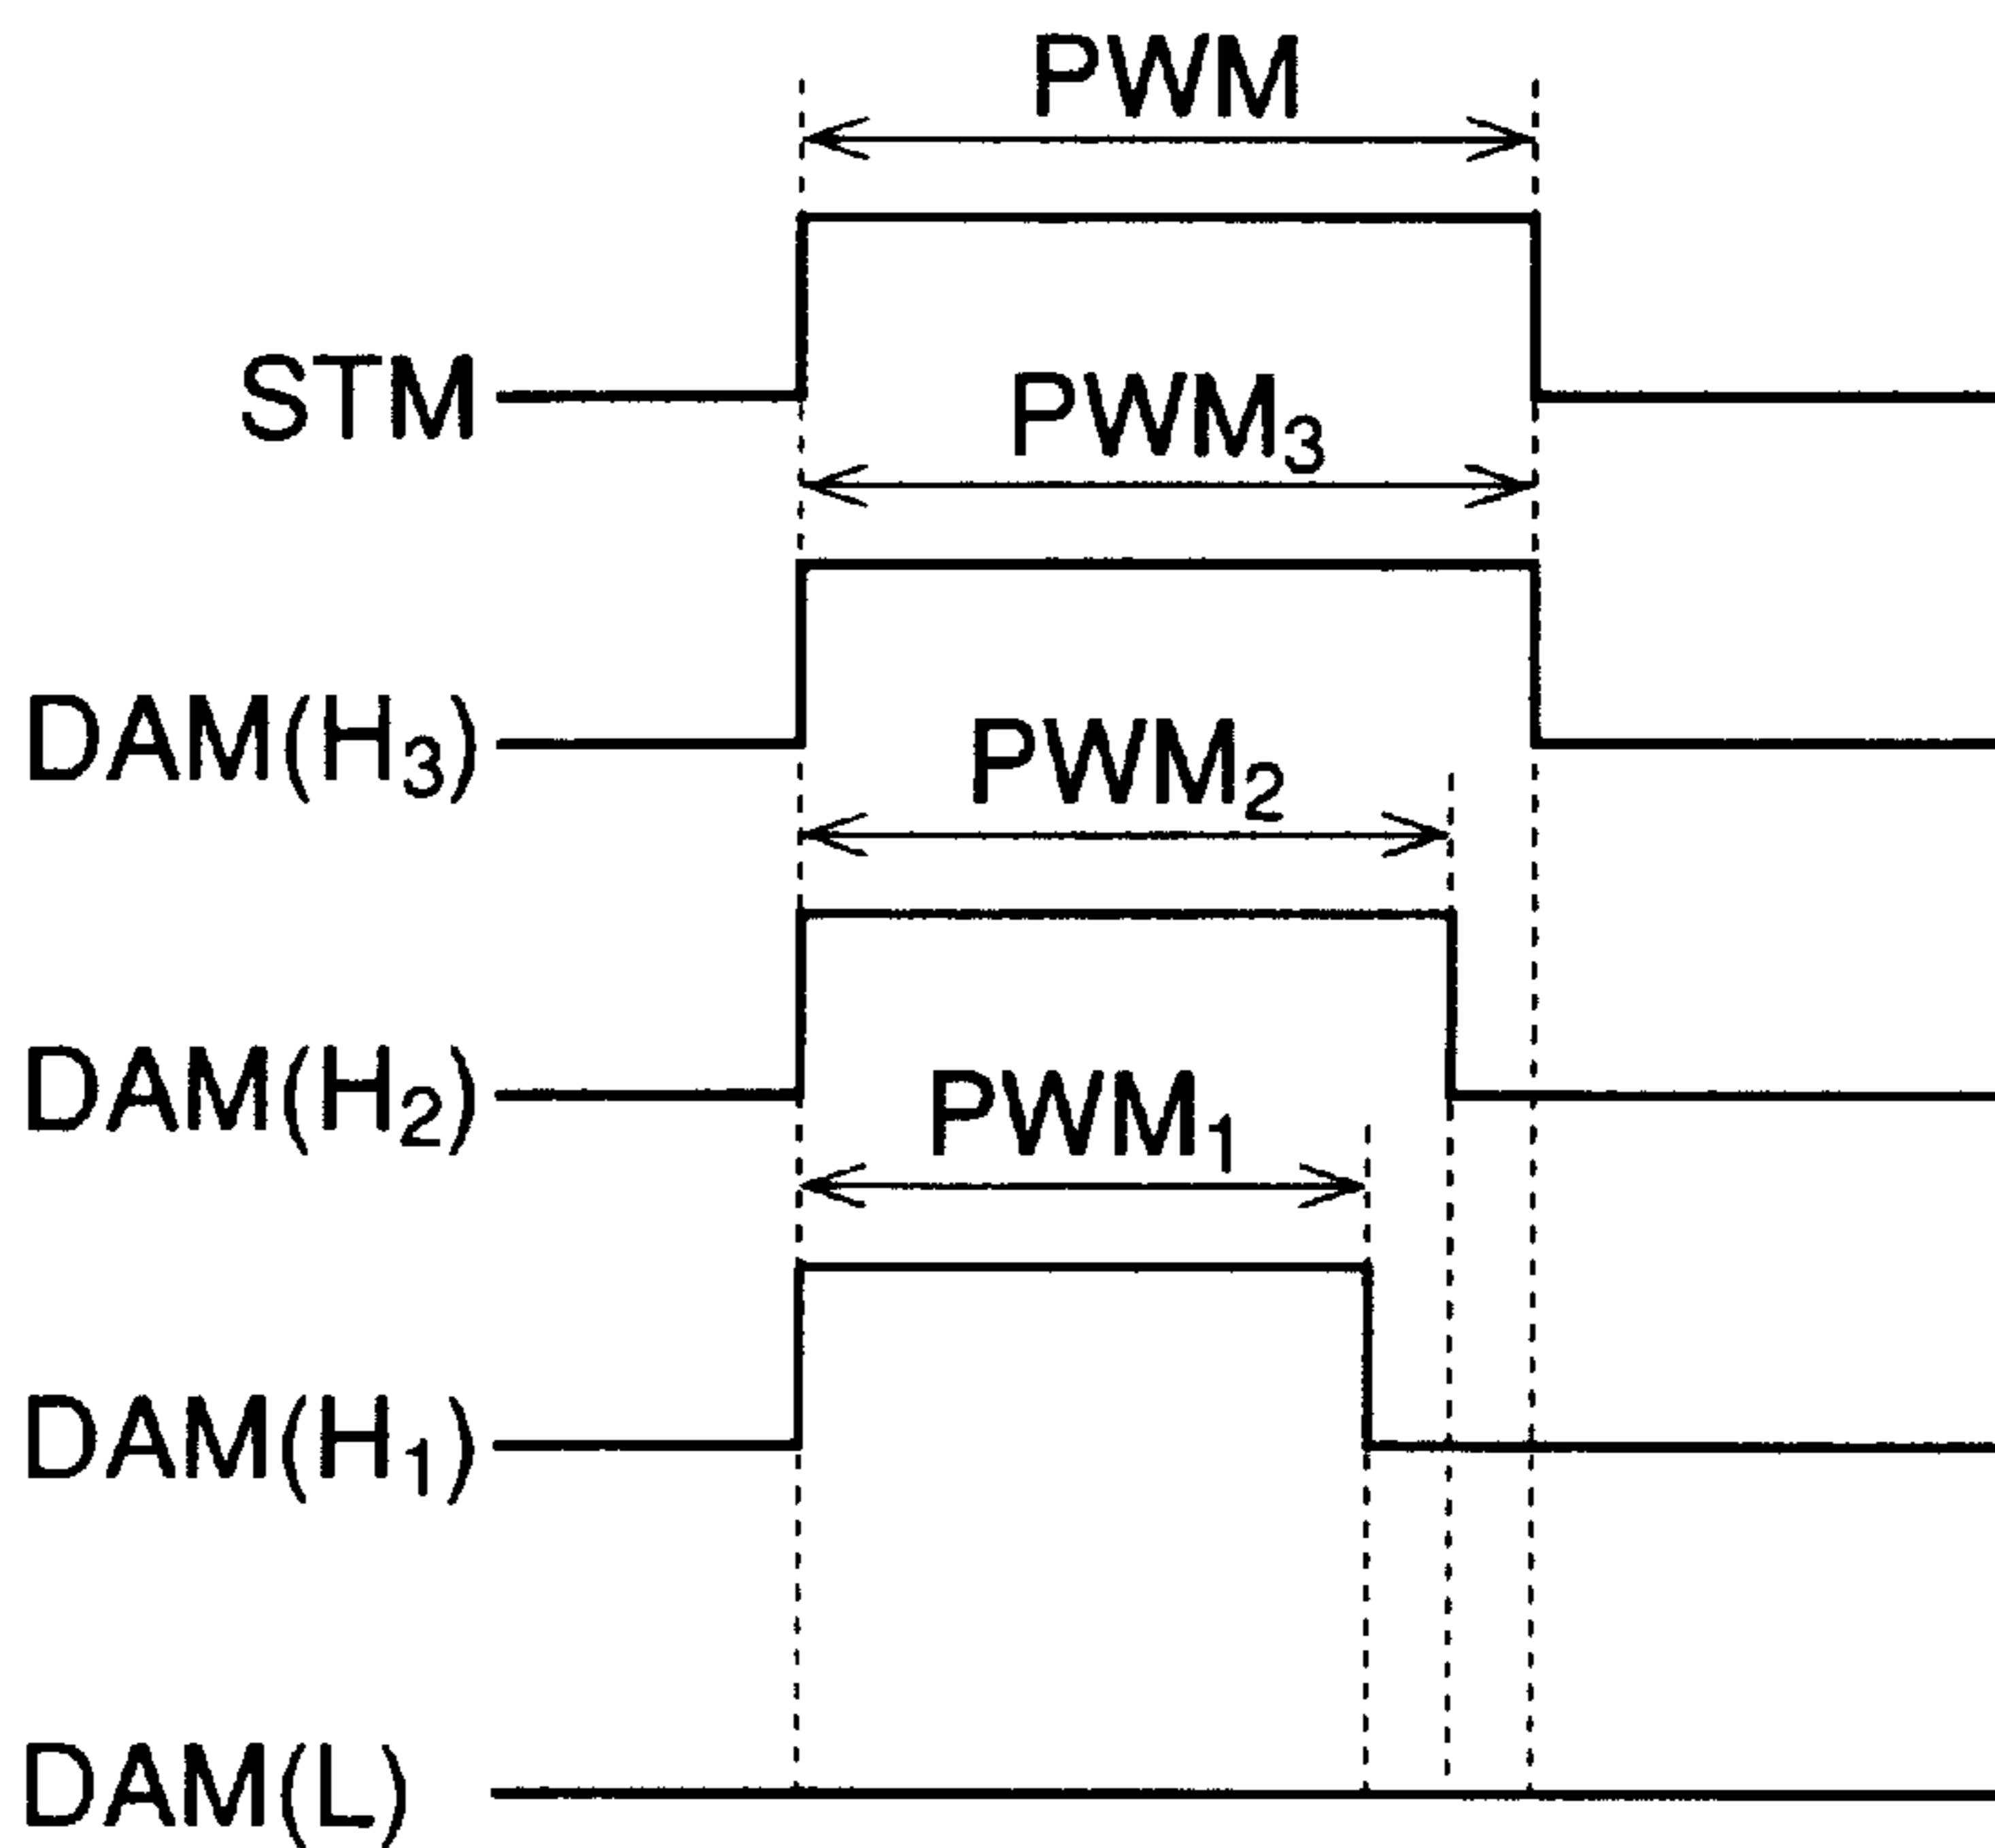 PWM
STM
PWM₃
DAM(H₃)
PWM₂
DAM(H₂)
PWM₁
DAM(H₁)
DAM(L)